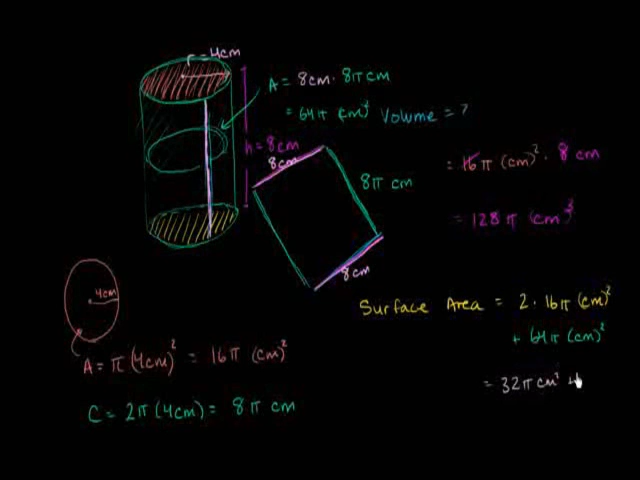 r = 4cm
A = 8cm · 8π cm
= 64π (cm)² Volume = ?
h = 8cm
8cm
= 16π (cm)² · 8 cm
8π cm
= 128π (cm)³
8cm
4cm
Surface Area = 2 · 16π (cm)²
+ 64π (cm)²
A = π(4cm)² = 16π (cm)²
= 32π cm² +
C = 2π(4cm) = 8π cm